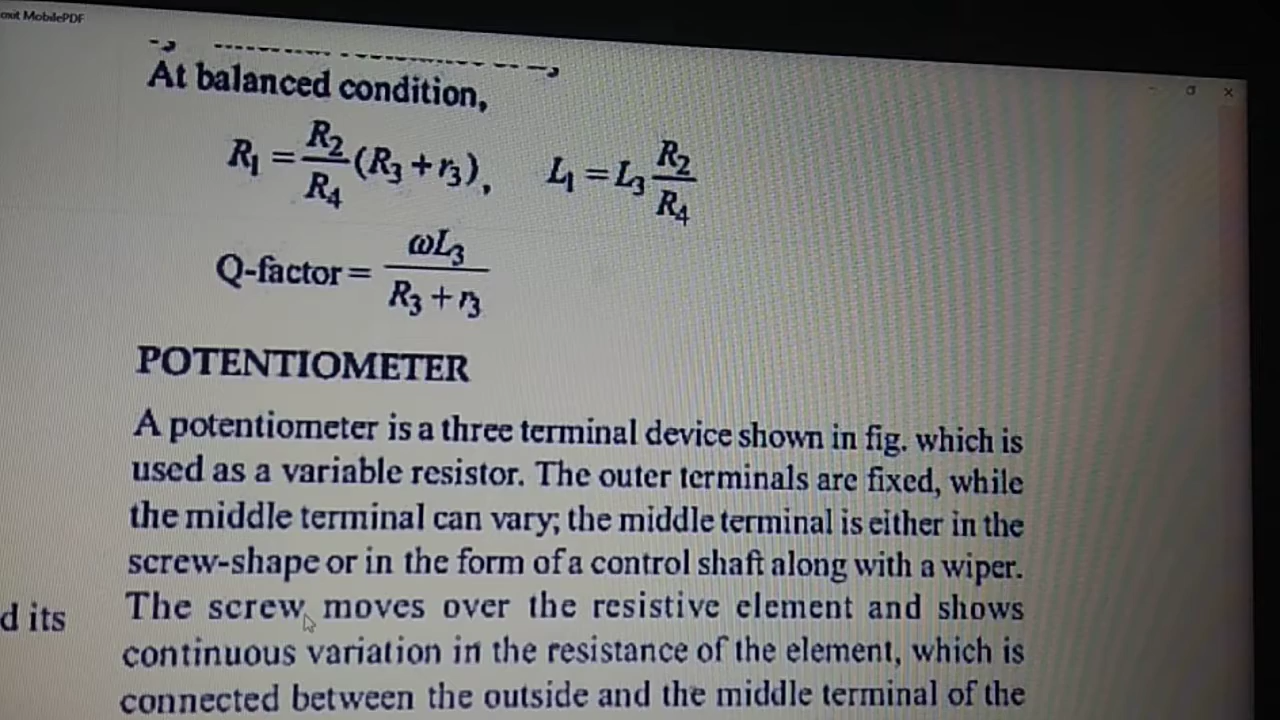 out MobilePDF
At balanced condition,
R₁ = R₂/R₄ (R₃ + r₃), L₁ = L₃ R₂/R₄
Q-factor = ωL₃/(R₃ + r₃)
POTENTIOMETER
A potentiometer is a three terminal device shown in fig. which is
used as a variable resistor. The outer terminals are fixed, while
the middle terminal can vary; the middle terminal is either in the
screw-shape or in the form of a control shaft along with a wiper.
d its
The screw moves over the resistive element and shows
continuous variation in the resistance of the element, which is
connected between the outside and the middle terminal of the